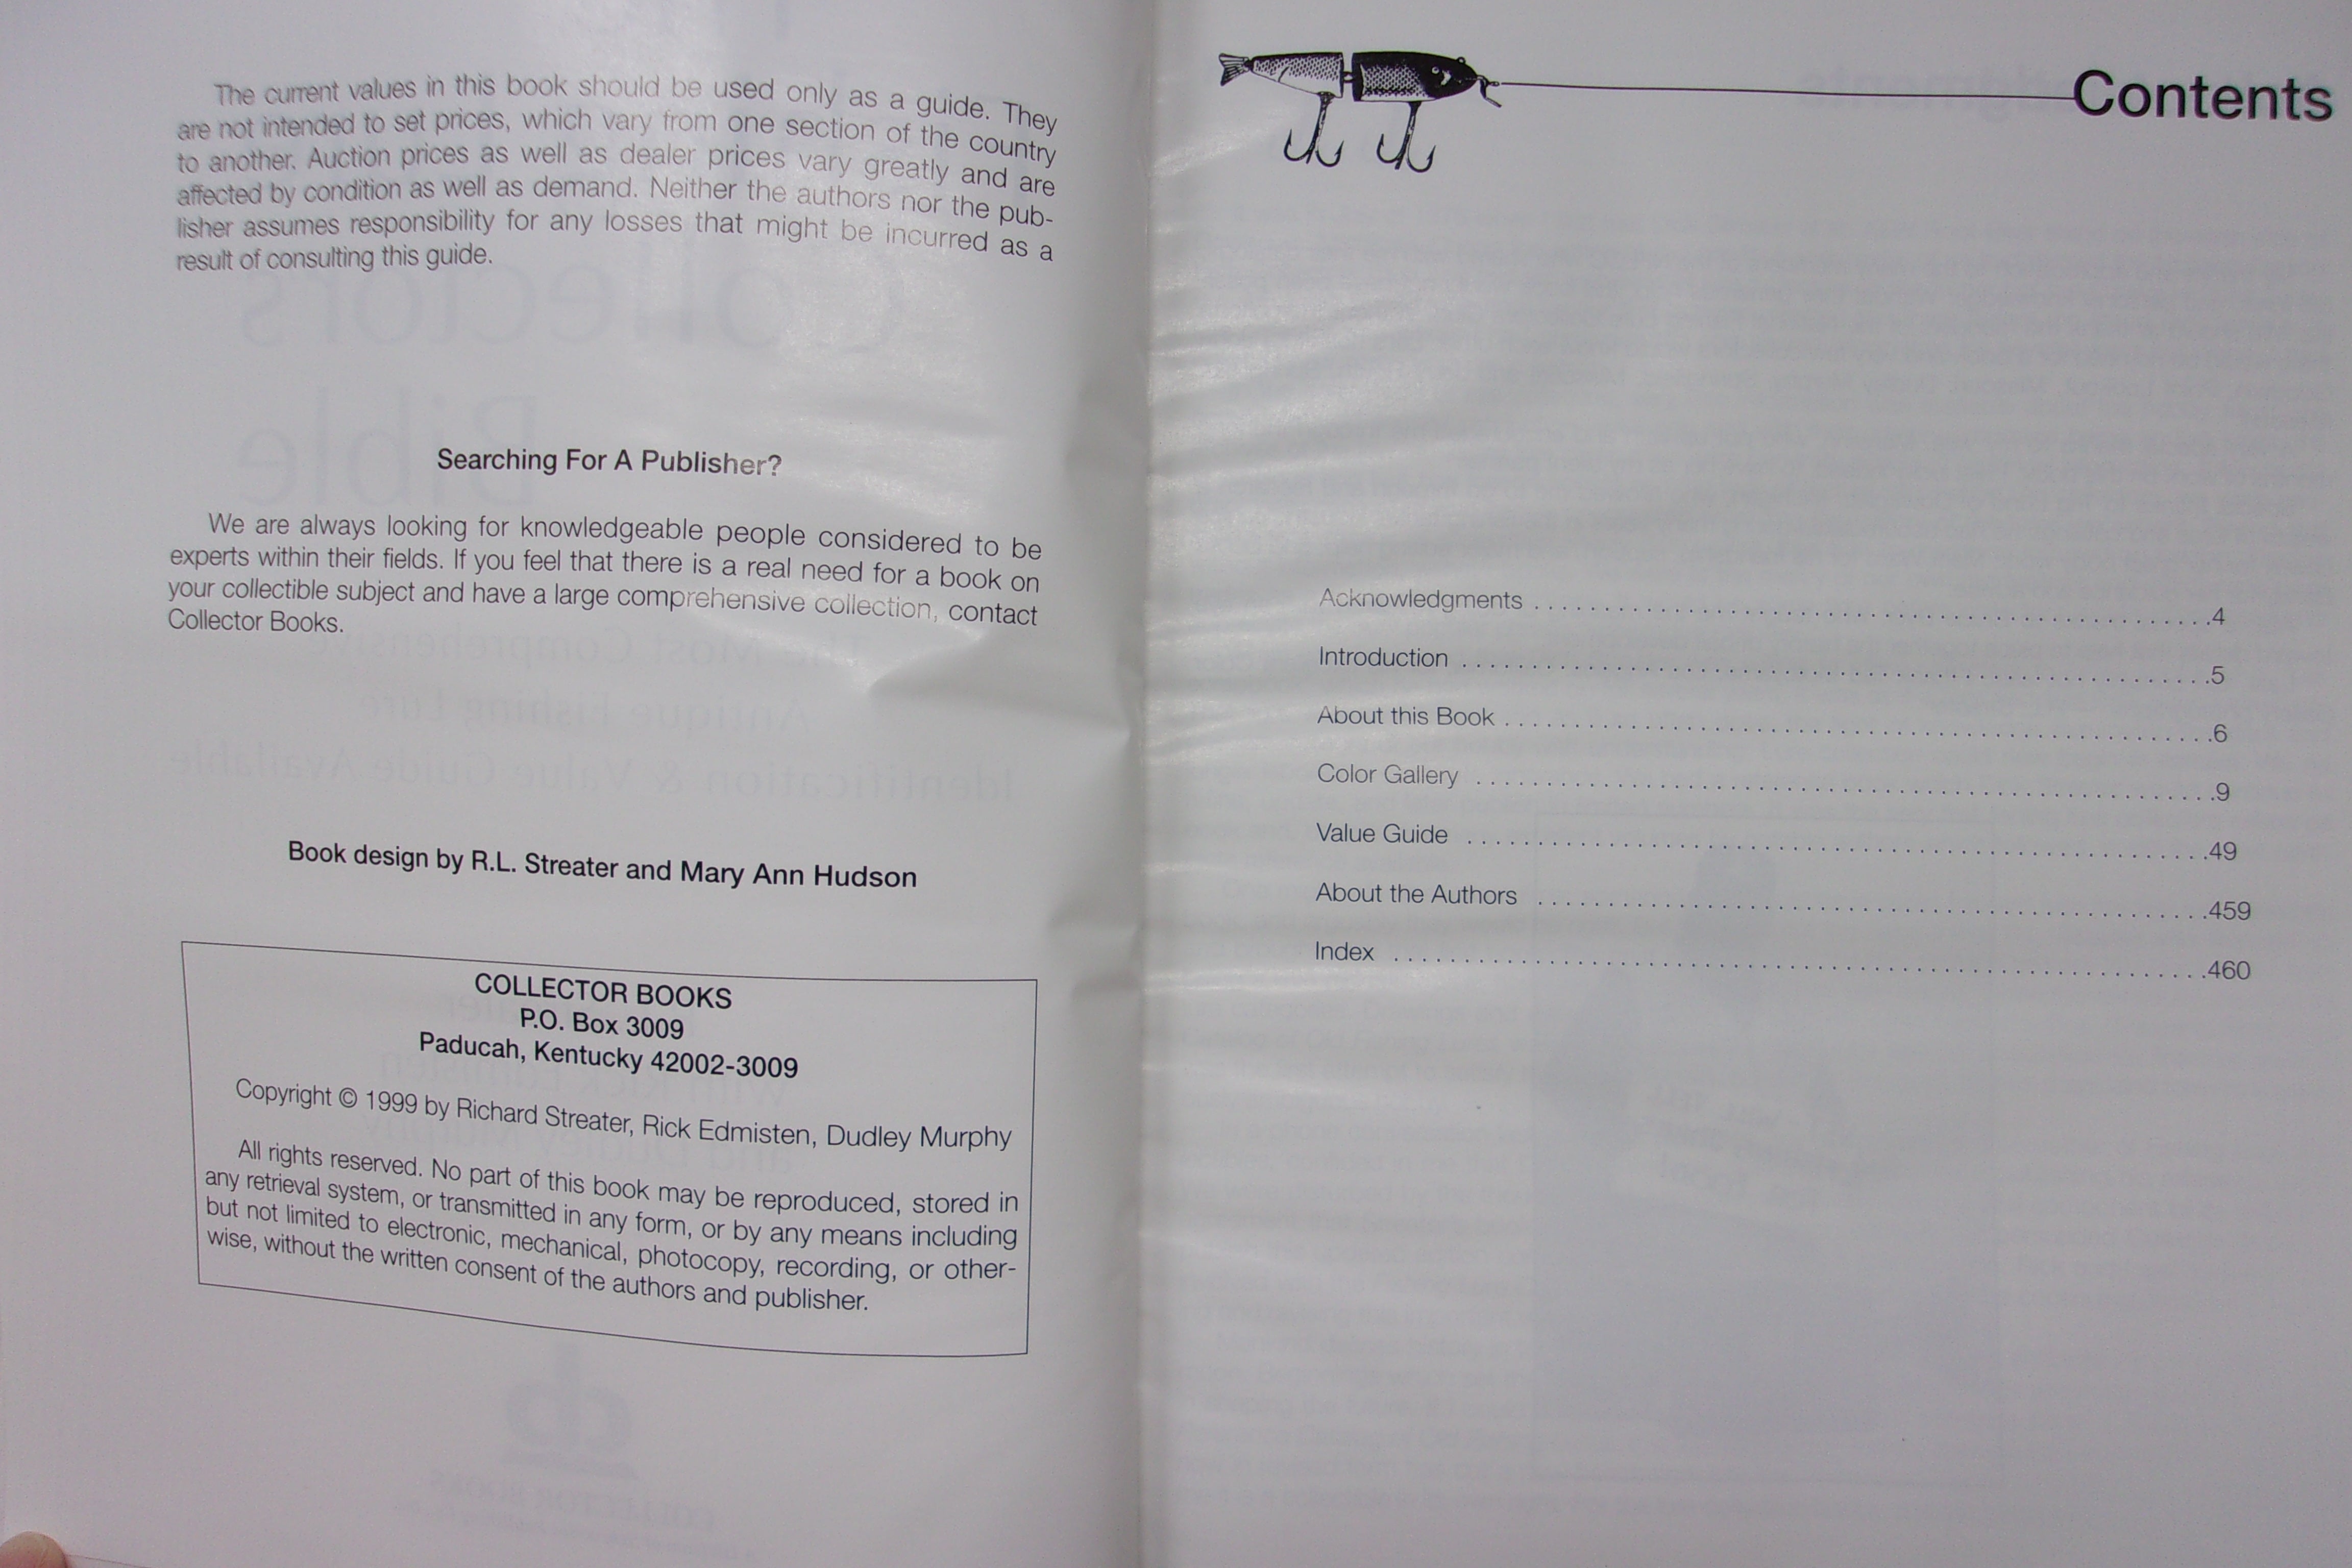 The current values in this book should be used only as a guide. They
are not intended to set prices, which vary from one section of the country
to another. Auction prices as well as dealer prices vary greatly and are
affected by condition as well as demand. Neither the authors nor the pub-
lisher assumes responsibility for any losses that might be incurred as a
result of consulting this guide.
Searching For A Publisher?
We are always looking for knowledgeable people considered to be
experts within their fields. If you feel that there is a real need for a book on
your collectible subject and have a large comprehensive collection, contact
Collector Books.
Book design by R.L. Streater and Mary Ann Hudson
COLLECTOR BOOKS
P.O. Box 3009
Paducah, Kentucky 42002-3009
Copyright © 1999 by Richard Streater, Rick Edmisten, Dudley Murphy
All rights reserved. No part of this book may be reproduced, stored in
any retrieval system, or transmitted in any form, or by any means including
but not limited to electronic, mechanical, photocopy, recording, or other-
wise, without the written consent of the authors and publisher.
Contents
Acknowledgments . . . . . . . . . . . . . . . . . . . . 4
Introduction . . . . . . . . . . . . . . . . . . . . 5
About this Book . . . . . . . . . . . . . . . . . . . . 6
Color Gallery . . . . . . . . . . . . . . . . . . . . 9
Value Guide . . . . . . . . . . . . . . . . . . . . 49
About the Authors . . . . . . . . . . . . . . . . . . . . 459
Index . . . . . . . . . . . . . . . . . . . . 460